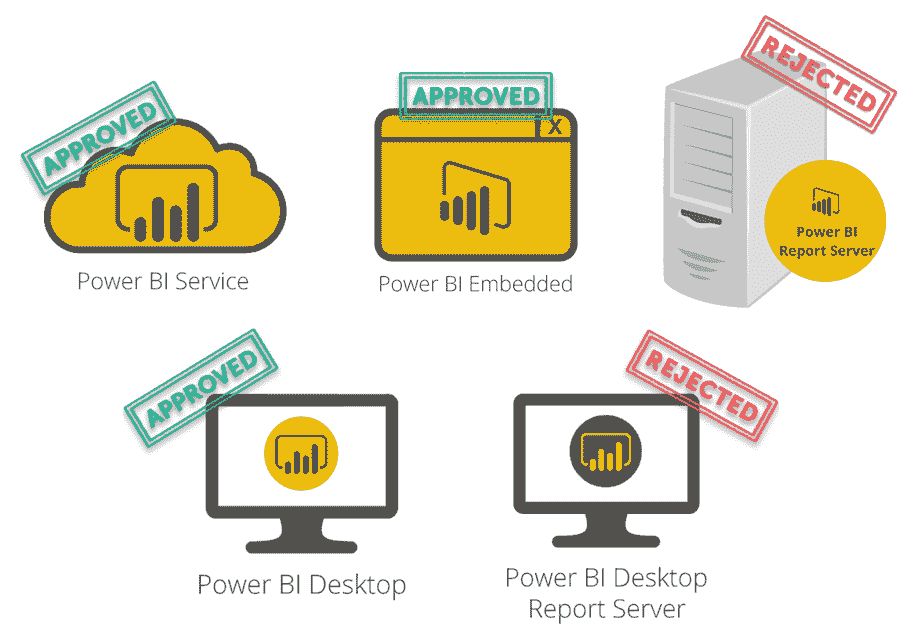 APPROVED
Power BI Service
APPROVED
X
Power BI Embedded
REJECTED
Power BI
Report Server
APPROVED
Power BI Desktop
REJECTED
Power BI Desktop
Report Server